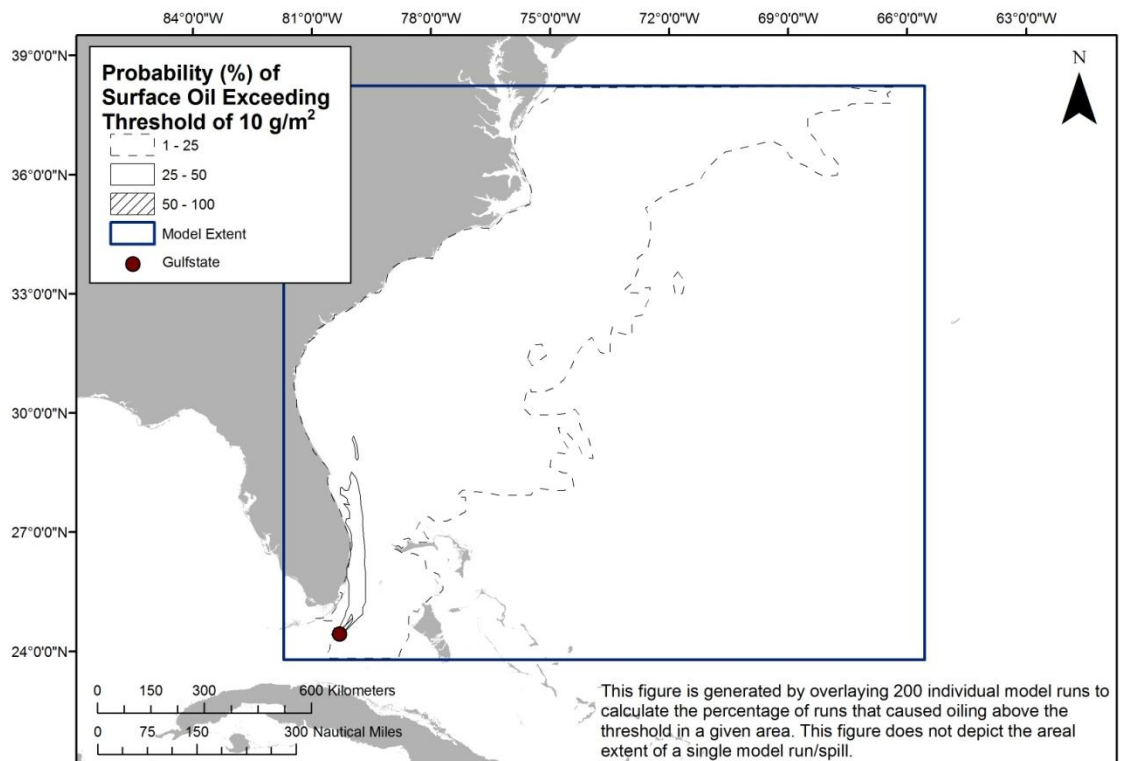 84°0'0"W 81°0'0"W 78°0'0"W 75°0'0"W 72°0'0"W 69°0'0"W 66°0'0"W 63°0'0"W
39°0'0"N
36°0'0"N
33°0'0"N
30°0'0"N
27°0'0"N
24°0'0"N
Probability (%) of
Surface Oil Exceeding
Threshold of 10 g/m²
1 - 25
25 - 50
50 - 100
Model Extent
Gulfstate
N
0 150 300 600 Kilometers
0 75 150 300 Nautical Miles
This figure is generated by overlaying 200 individual model runs to
calculate the percentage of runs that caused oiling above the
threshold in a given area. This figure does not depict the areal
extent of a single model run/spill.